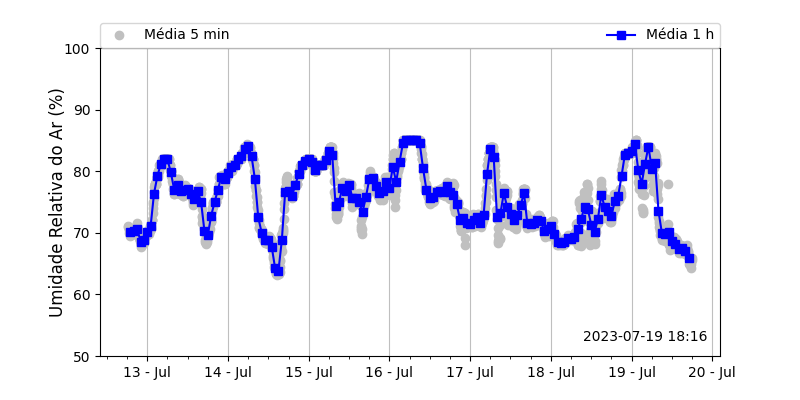 Média 5 min
Média 1 h
Umidade Relativa do Ar (%)
100
90
80
70
60
50
2023-07-19 18:16
13 - Jul
14 - Jul
15 - Jul
16 - Jul
17 - Jul
18 - Jul
19 - Jul
20 - Jul